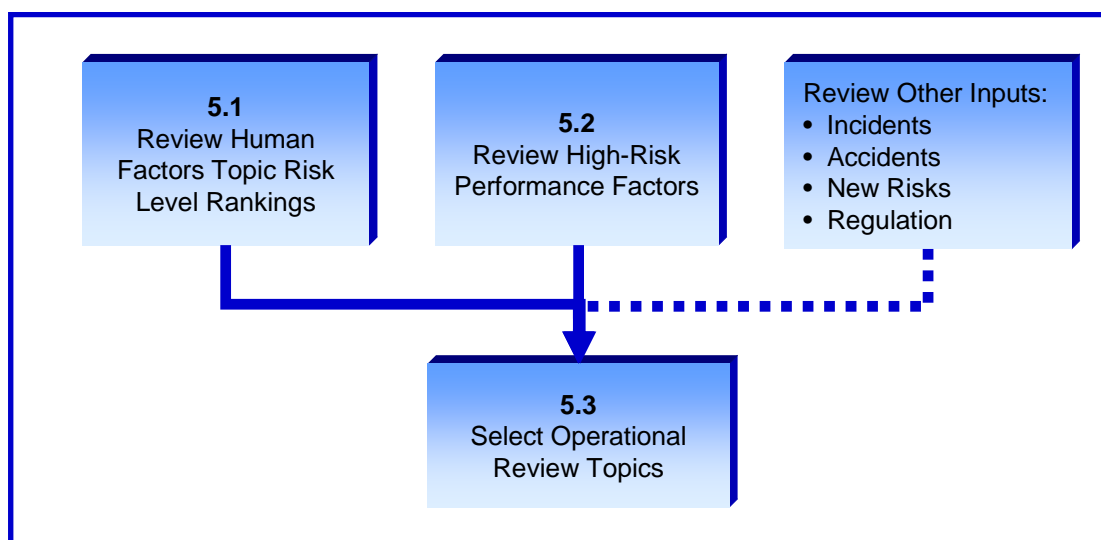 5.1
Review Human
Factors Topic Risk
Level Rankings
5.2
Review High-Risk
Performance Factors
Review Other Inputs:
• Incidents
• Accidents
• New Risks
• Regulation
5.3
Select Operational
Review Topics